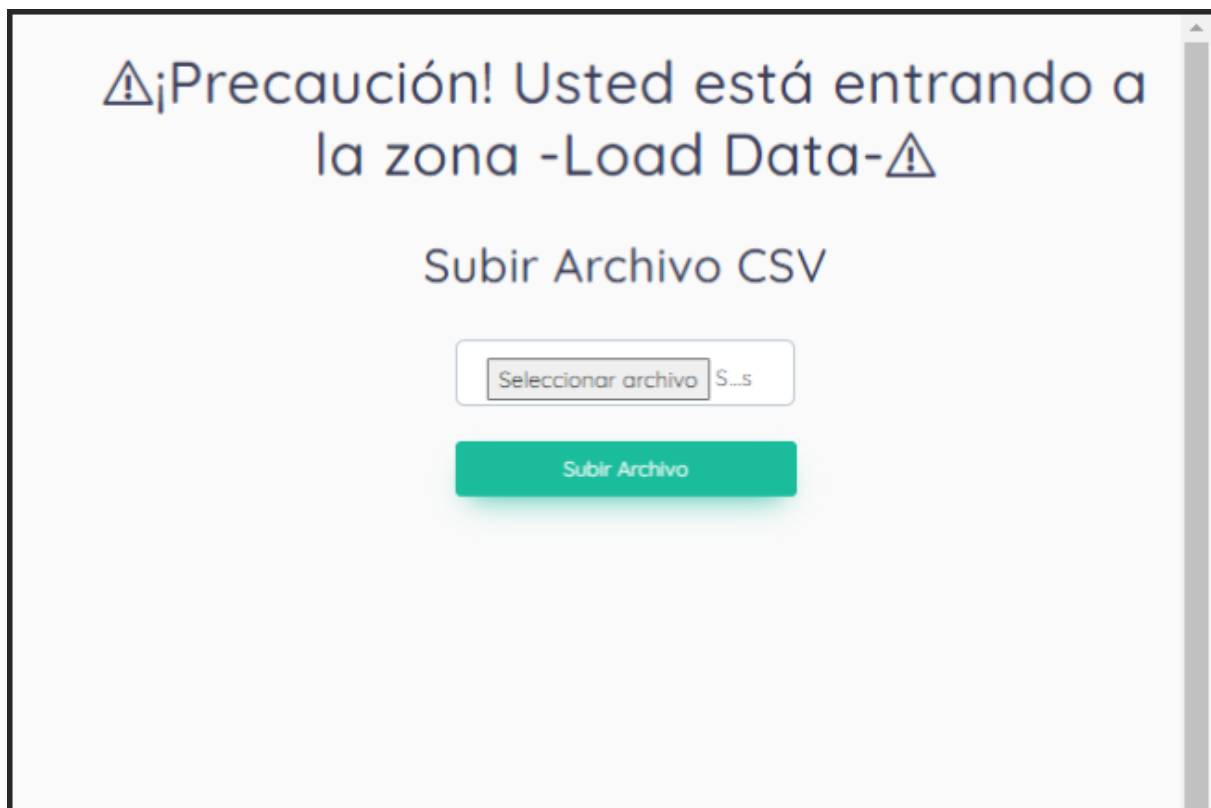 ⚠¡Precaución! Usted está entrando a
la zona -Load Data-⚠
Subir Archivo CSV
Seleccionar archivo S...s
Subir Archivo